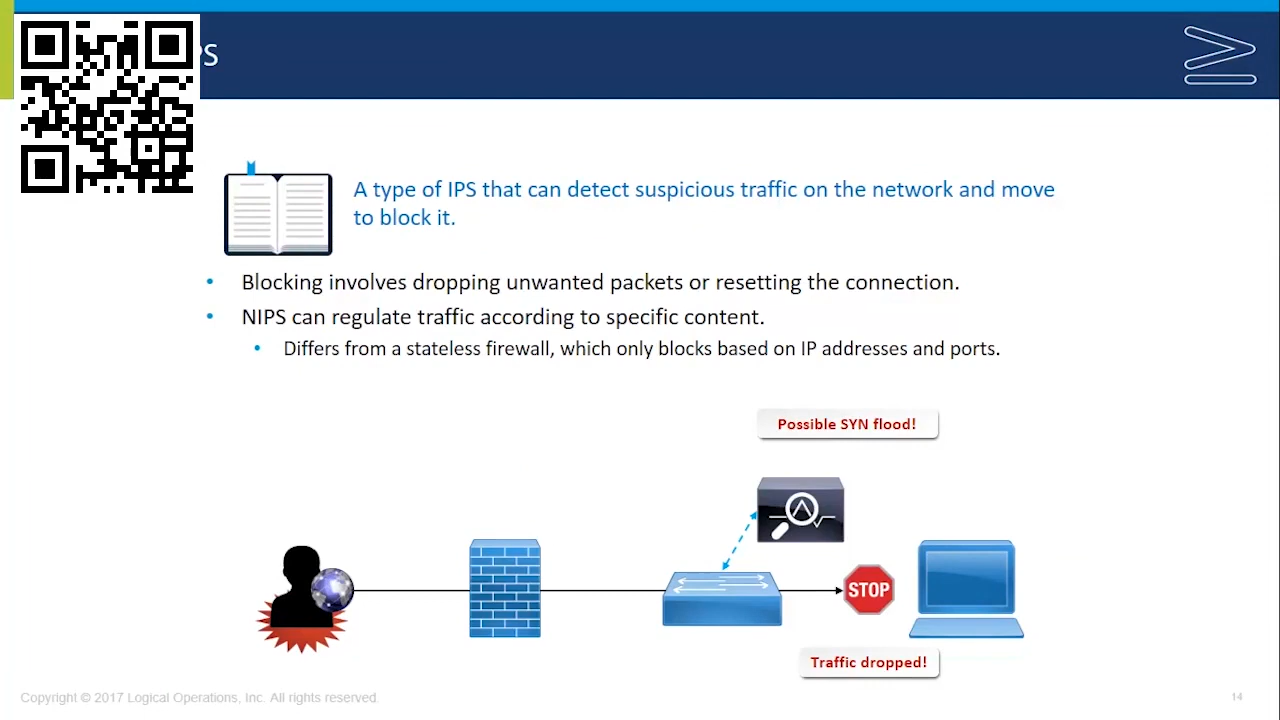 PS
A type of IPS that can detect suspicious traffic on the network and move
to block it.
• Blocking involves dropping unwanted packets or resetting the connection.
• NIPS can regulate traffic according to specific content.
• Differs from a stateless firewall, which only blocks based on IP addresses and ports.
Possible SYN flood!
STOP
Traffic dropped!
Copyright © 2017 Logical Operations, Inc. All rights reserved.
14